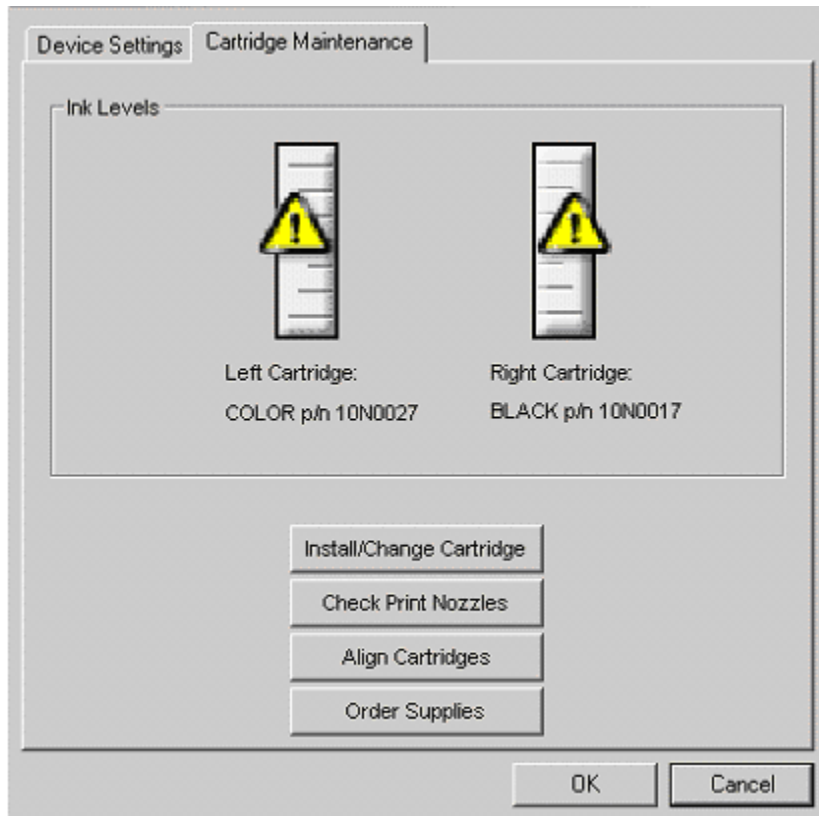 Device Settings
Cartridge Maintenance
Ink Levels
!
!
Left Cartridge:
COLOR p/n 10N0027
Right Cartridge:
BLACK p/n 10N0017
Install/Change Cartridge
Check Print Nozzles
Align Cartridges
Order Supplies
OK
Cancel